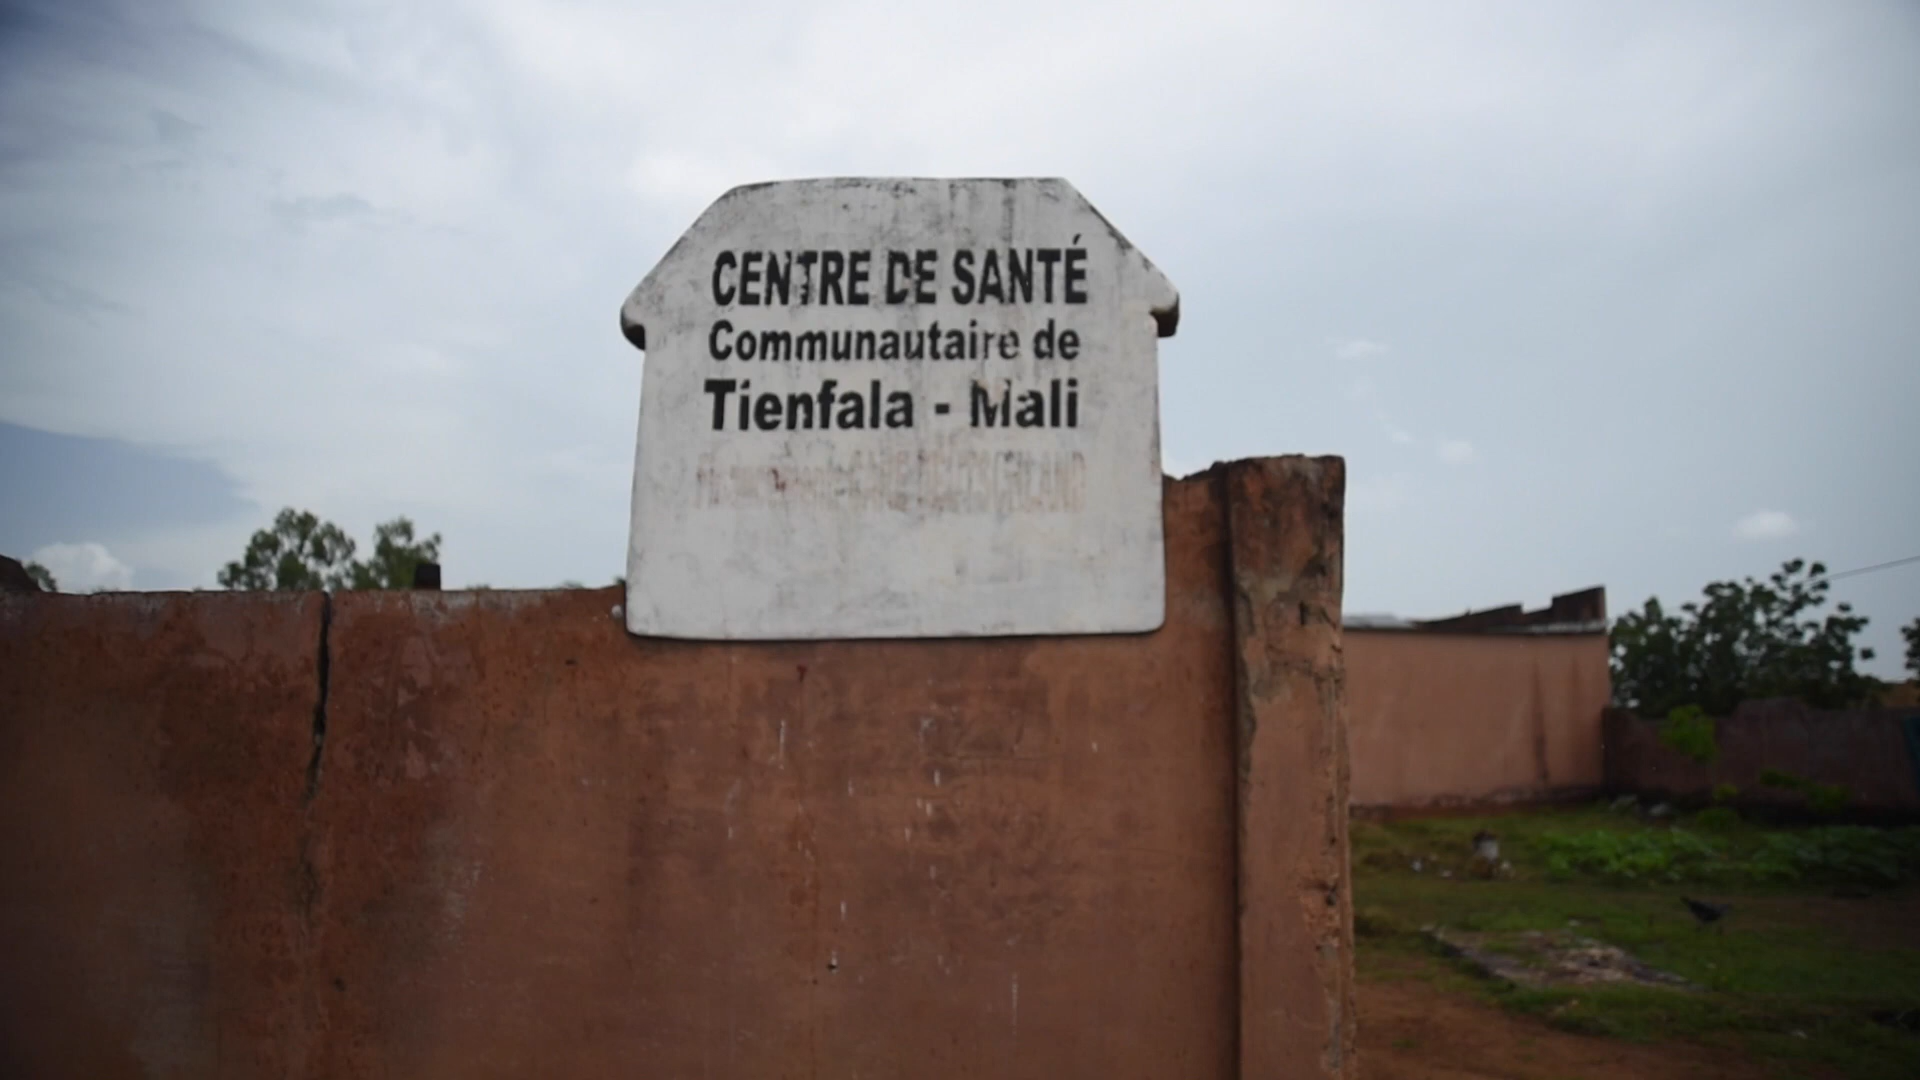 CENTRE DE SANTÉ
Communautaire de
Tienfala - Mali